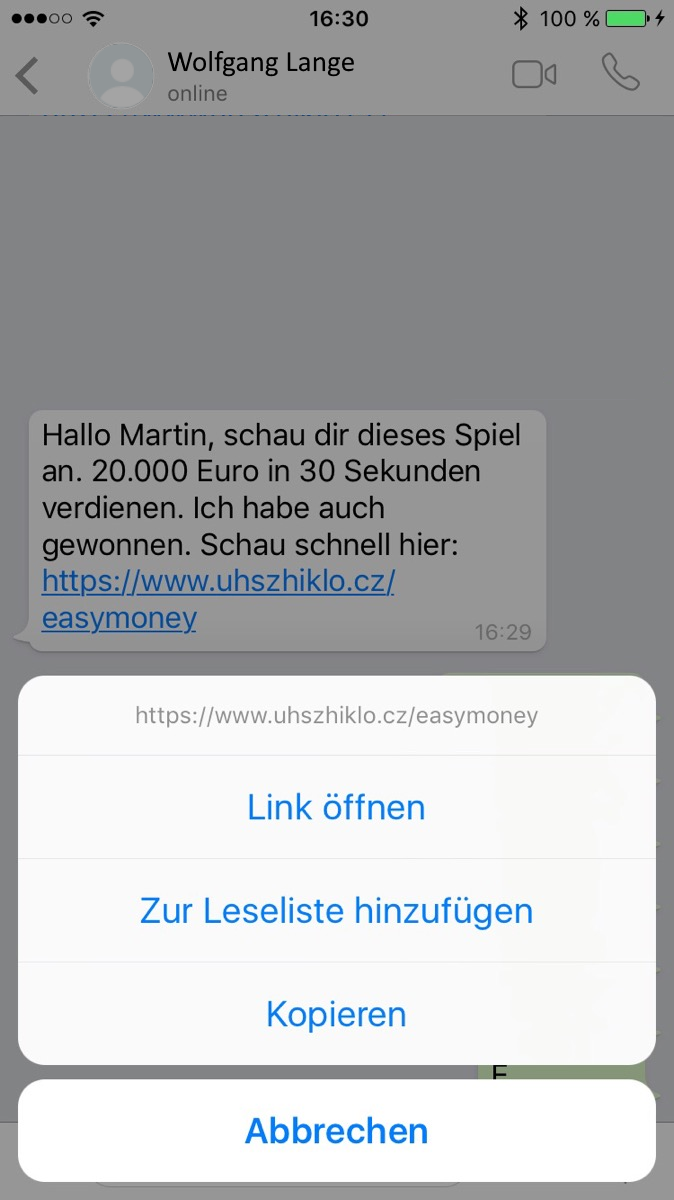 16:30
100 %
Wolfgang Lange
online
Hallo Martin, schau dir dieses Spiel
an. 20.000 Euro in 30 Sekunden
verdienen. Ich habe auch
gewonnen. Schau schnell hier:
https://www.uhszhiklo.cz/
easymoney
16:29
https://www.uhszhiklo.cz/easymoney
Link öffnen
Zur Leseliste hinzufügen
Kopieren
Abbrechen